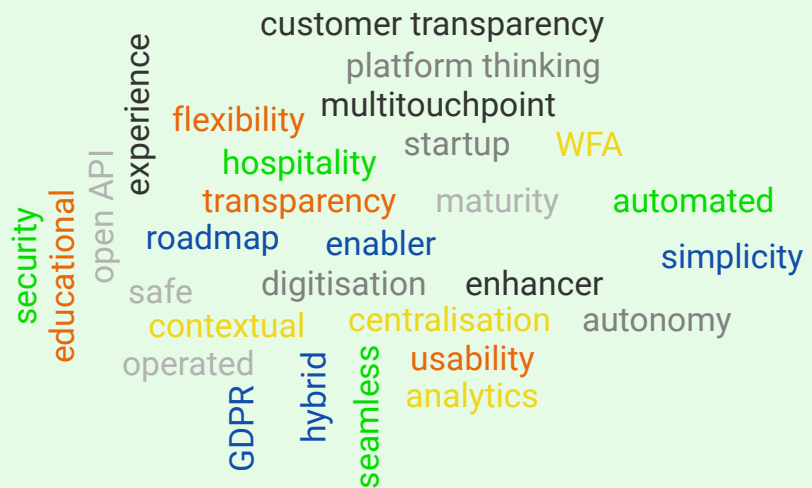 customer transparency
platform thinking
experience
multitouchpoint
flexibility
startup
WFA
hospitality
open API
transparency
maturity
automated
security
educational
roadmap
enabler
simplicity
safe
digitisation
enhancer
contextual
centralisation
autonomy
operated
hybrid
seamless
usability
GDPR
analytics